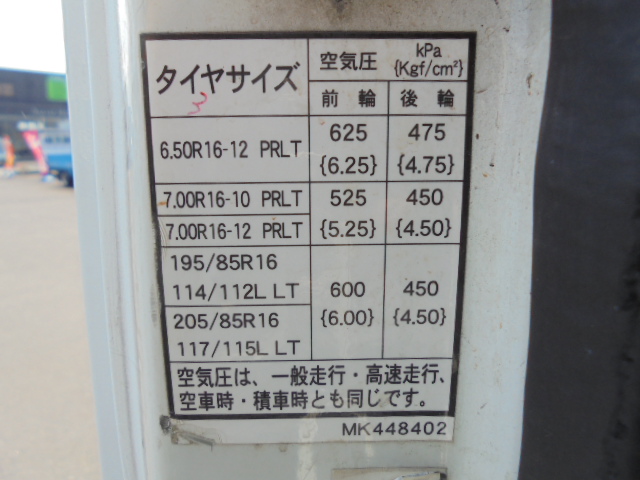 タイヤサイズ 空気圧 kPa {Kgf/cm²}
前輪 後輪
6.50R16-12 PRLT 625 {6.25} 475 {4.75}
7.00R16-10 PRLT 525 450
7.00R16-12 PRLT {5.25} {4.50}
195/85R16
114/112L LT 600 450
205/85R16 {6.00} {4.50}
117/115L LT
空気圧は、一般走行・高速走行、
空車時・積車時とも同じです。
MK448402